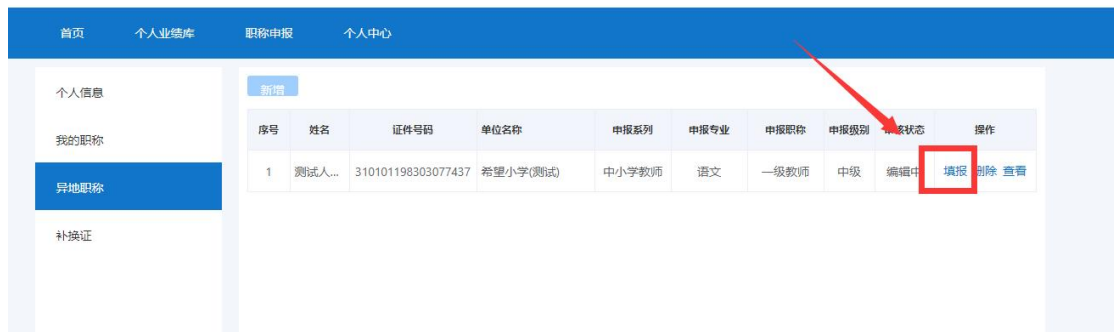 首页 个人业绩库 职称申报 个人中心
个人信息
我的职称
异地职称
补换证
新增
序号 姓名 证件号码 单位名称 申报系列 申报专业 申报职称 申报级别 审核状态 操作
1 测试人... 310101198303077437 希望小学(测试) 中小学教师 语文 一级教师 中级 编辑中 填报 删除 查看